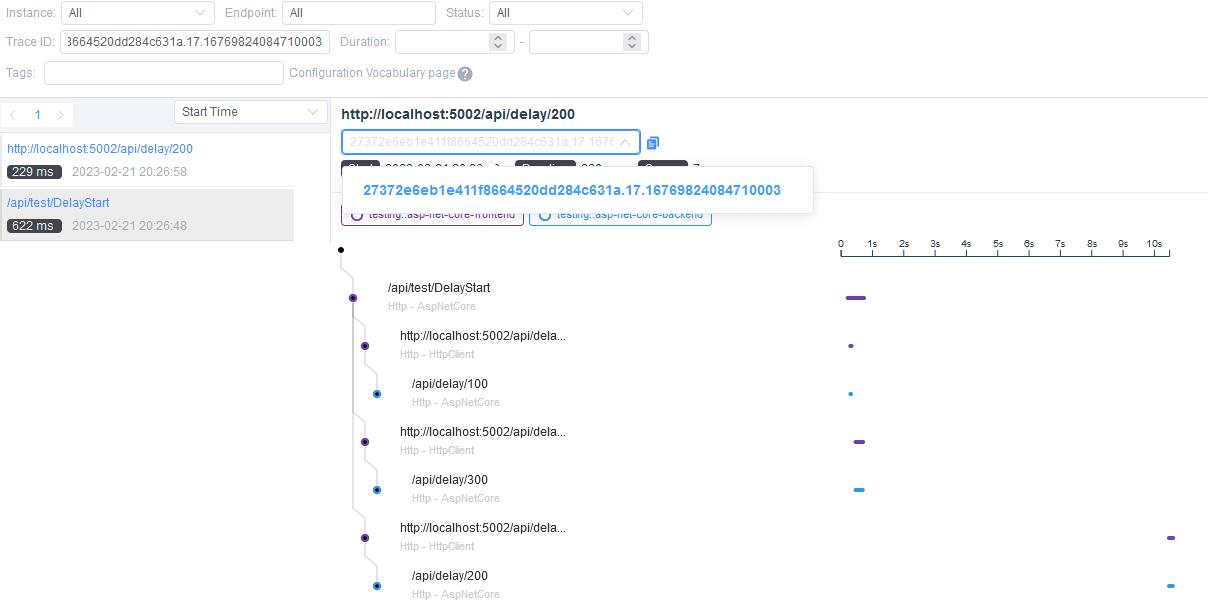 Instance: All Endpoint: All Status: All
Trace ID: 3664520dd284c631a.17.16769824084710003 Duration: -
Tags: Configuration Vocabulary page ?
1 Start Time
http://localhost:5002/api/delay/200
229 ms 2023-02-21 20:26:58
/api/test/DelayStart
622 ms 2023-02-21 20:26:48
http://localhost:5002/api/delay/200
27372e6eb1e411f8664520dd284c631a.17.1676
27372e6eb1e411f8664520dd284c631a.17.16769824084710003
testing::asp-net-core-frontend testing::asp-net-core-backend
0 1s 2s 3s 4s 5s 6s 7s 8s 9s 10s
/api/test/DelayStart
Http - AspNetCore
http://localhost:5002/api/dela...
Http - HttpClient
/api/delay/100
Http - AspNetCore
http://localhost:5002/api/dela...
Http - HttpClient
/api/delay/300
Http - AspNetCore
http://localhost:5002/api/dela...
Http - HttpClient
/api/delay/200
Http - AspNetCore